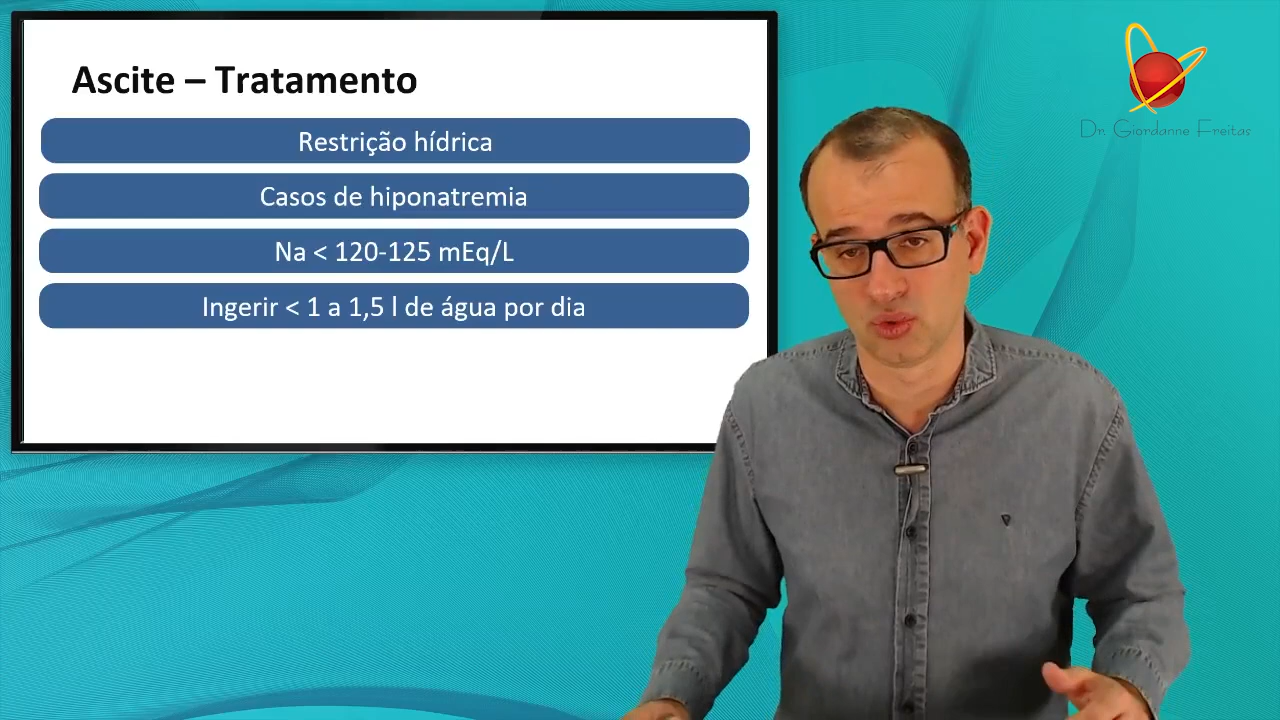 Ascite – Tratamento
Restrição hídrica
Casos de hiponatremia
Na < 120-125 mEq/L
Ingerir < 1 a 1,5 l de água por dia
Dr. Giordanne Freitas